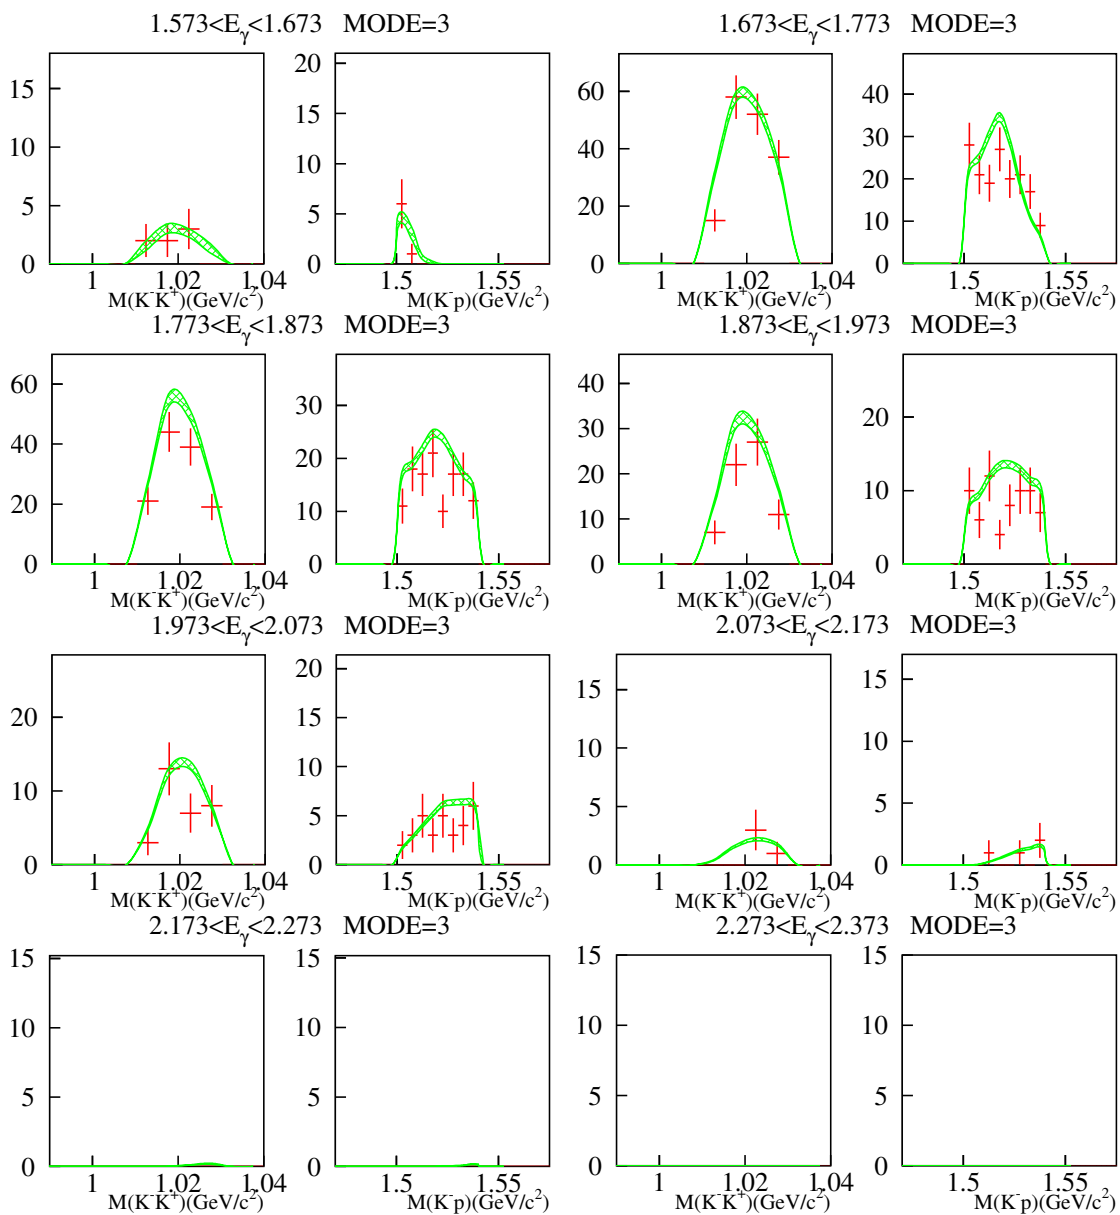 1.573<Eγ<1.673 MODE=3
1.673<Eγ<1.773 MODE=3
15
10
5
0
1 1.02 1.04
M(K⁻K⁺)(GeV/c²)
20
15
10
5
0
1.5 1.55
M(K⁻p)(GeV/c²)
60
40
20
0
1 1.02 1.04
M(K⁻K⁺)(GeV/c²)
40
30
20
10
0
1.5 1.55
M(K⁻p)(GeV/c²)
1.773<Eγ<1.873 MODE=3
1.873<Eγ<1.973 MODE=3
60
40
20
0
1 1.02 1.04
M(K⁻K⁺)(GeV/c²)
30
20
10
0
1.5 1.55
M(K⁻p)(GeV/c²)
40
30
20
10
0
1 1.02 1.04
M(K⁻K⁺)(GeV/c²)
20
10
0
1.5 1.55
M(K⁻p)(GeV/c²)
1.973<Eγ<2.073 MODE=3
2.073<Eγ<2.173 MODE=3
20
10
0
1 1.02 1.04
M(K⁻K⁺)(GeV/c²)
20
15
10
5
0
1.5 1.55
M(K⁻p)(GeV/c²)
15
10
5
0
1 1.02 1.04
M(K⁻K⁺)(GeV/c²)
15
10
5
0
1.5 1.55
M(K⁻p)(GeV/c²)
2.173<Eγ<2.273 MODE=3
2.273<Eγ<2.373 MODE=3
15
10
5
0
1 1.02 1.04
M(K⁻K⁺)(GeV/c²)
15
10
5
0
1.5 1.55
M(K⁻p)(GeV/c²)
15
10
5
0
1 1.02 1.04
M(K⁻K⁺)(GeV/c²)
15
10
5
0
1.5 1.55
M(K⁻p)(GeV/c²)